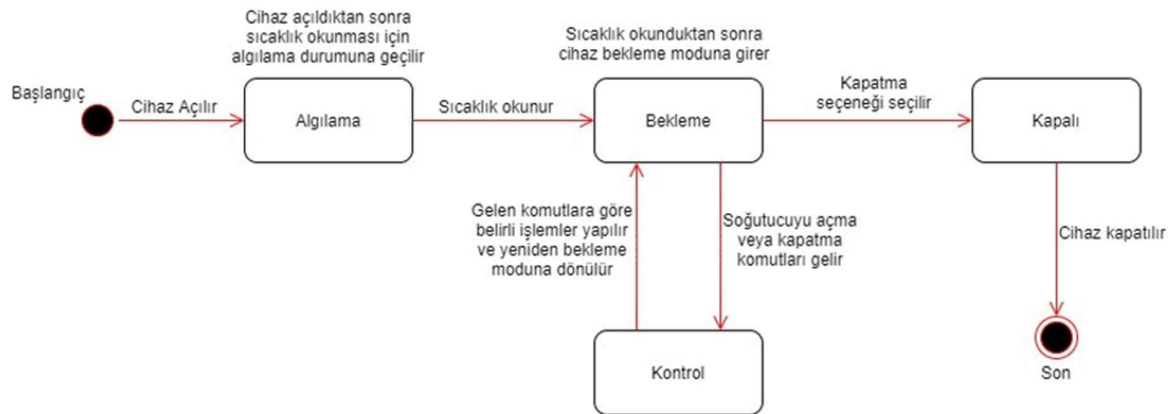 Cihaz açıldıktan sonra
sıcaklık okunması için
algılama durumuna geçilir
Sıcaklık okunduktan sonra
cihaz bekleme moduna girer
Başlangıç
Cihaz Açılır
Algılama
Sıcaklık okunur
Bekleme
Kapatma
seçeneği seçilir
Kapalı
Gelen komutlara göre
belirli işlemler yapılır
ve yeniden bekleme
moduna dönülür
Soğutucuyu açma
veya kapatma
komutları gelir
Cihaz kapatılır
Kontrol
Son